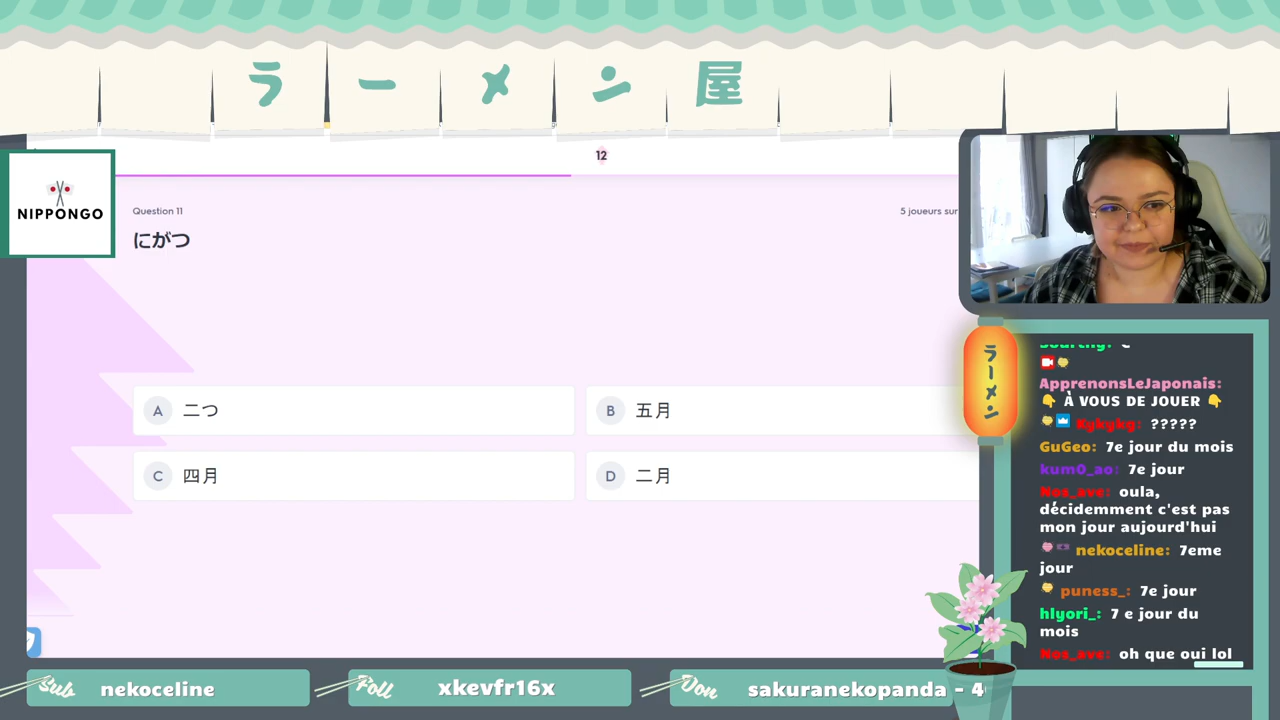 ラーメン屋
NIPPONGO
12
Question 11
5 joueurs sur
にがつ
A 二つ
B 五月
C 四月
D 二月
ラーメン
ApprenonsLeJaponais:
👇 À VOUS DE JOUER 👇
Kykykg: ?????
GuGeo: 7e jour du mois
kum0_ao: 7e jour
Nos_ave: oula,
décidemment c'est pas
mon jour aujourd'hui
nekoceline: 7eme
jour
puness_: 7e jour
hlyori_: 7 e jour du
mois
Nos_ave: oh que oui lol
Sub nekoceline
Foll xkevfr16x
Don sakuranekopanda - 4